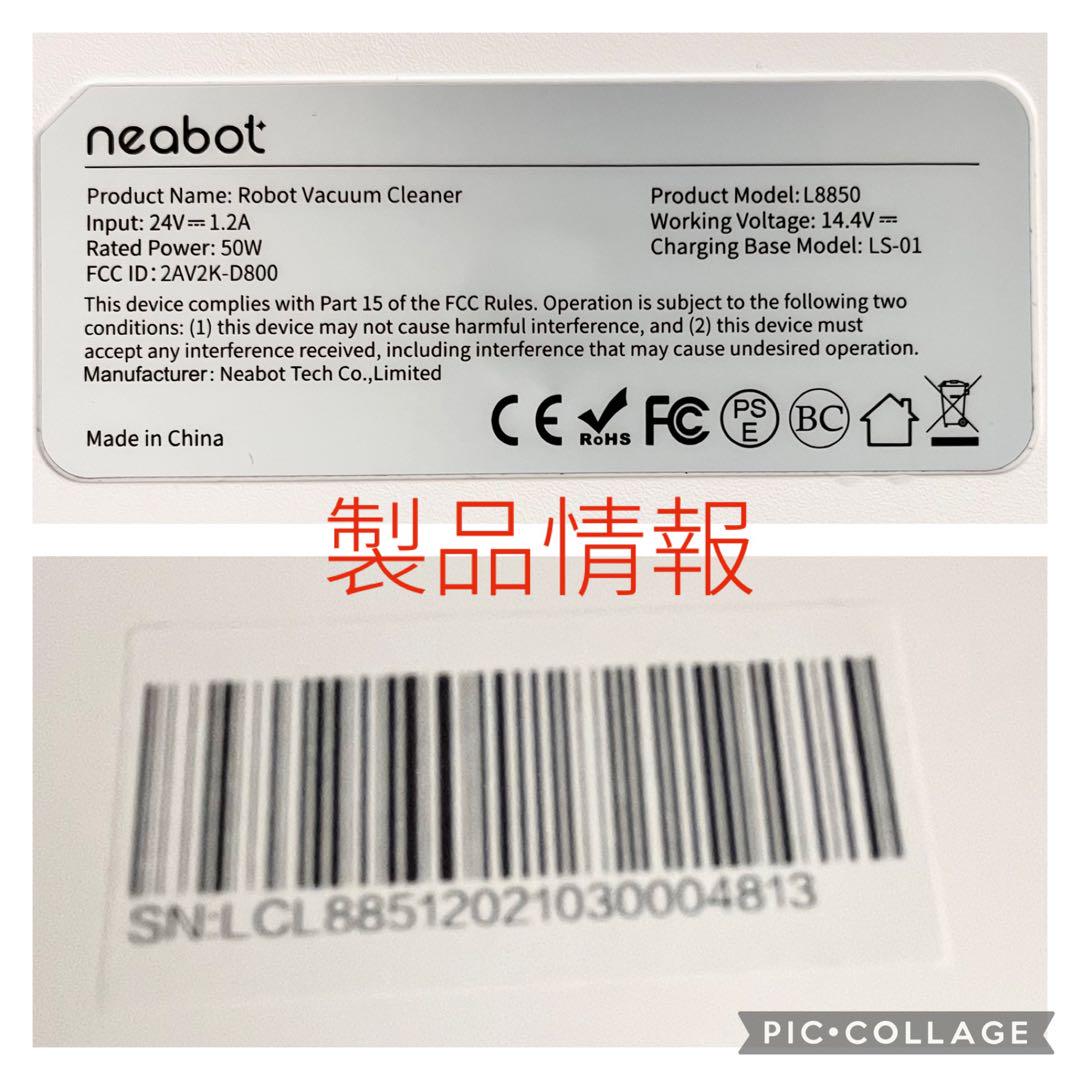 neabot
Product Name: Robot Vacuum Cleaner
Product Model: L8850
Input: 24V⎓1.2A
Working Voltage: 14.4V⎓
Rated Power: 50W
Charging Base Model: LS-01
FCC ID: 2AV2K-D800
This device complies with Part 15 of the FCC Rules. Operation is subject to the following two
conditions: (1) this device may not cause harmful interference, and (2) this device must
accept any interference received, including interference that may cause undesired operation.
Manufacturer: Neabot Tech Co.,Limited
Made in China
CE RoHS FC PSE BC
製品情報
SN:LCL88512021030004813
PIC•COLLAGE